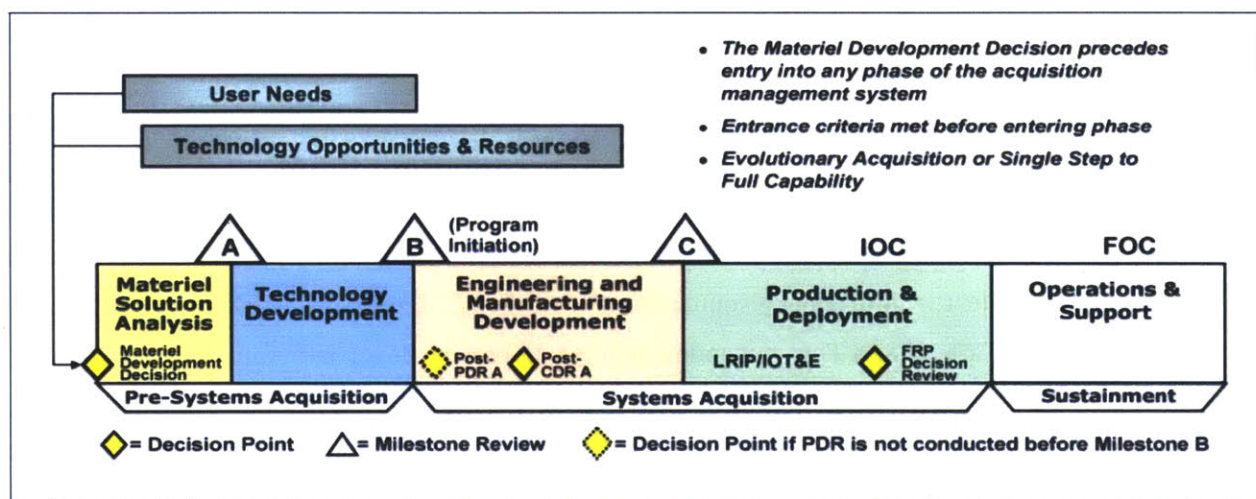 • The Materiel Development Decision precedes
entry into any phase of the acquisition
management system
• Entrance criteria met before entering phase
• Evolutionary Acquisition or Single Step to
Full Capability
User Needs
Technology Opportunities & Resources
A
B
(Program
Initiation)
C
IOC
FOC
Materiel
Solution
Analysis
Technology
Development
Engineering and
Manufacturing
Development
Production &
Deployment
Operations &
Support
Materiel
Development
Decision
Post-
PDR A
Post-
CDR A
LRIP/IOT&E
FRP
Decision
Review
Pre-Systems Acquisition
Systems Acquisition
Sustainment
= Decision Point
= Milestone Review
= Decision Point if PDR is not conducted before Milestone B